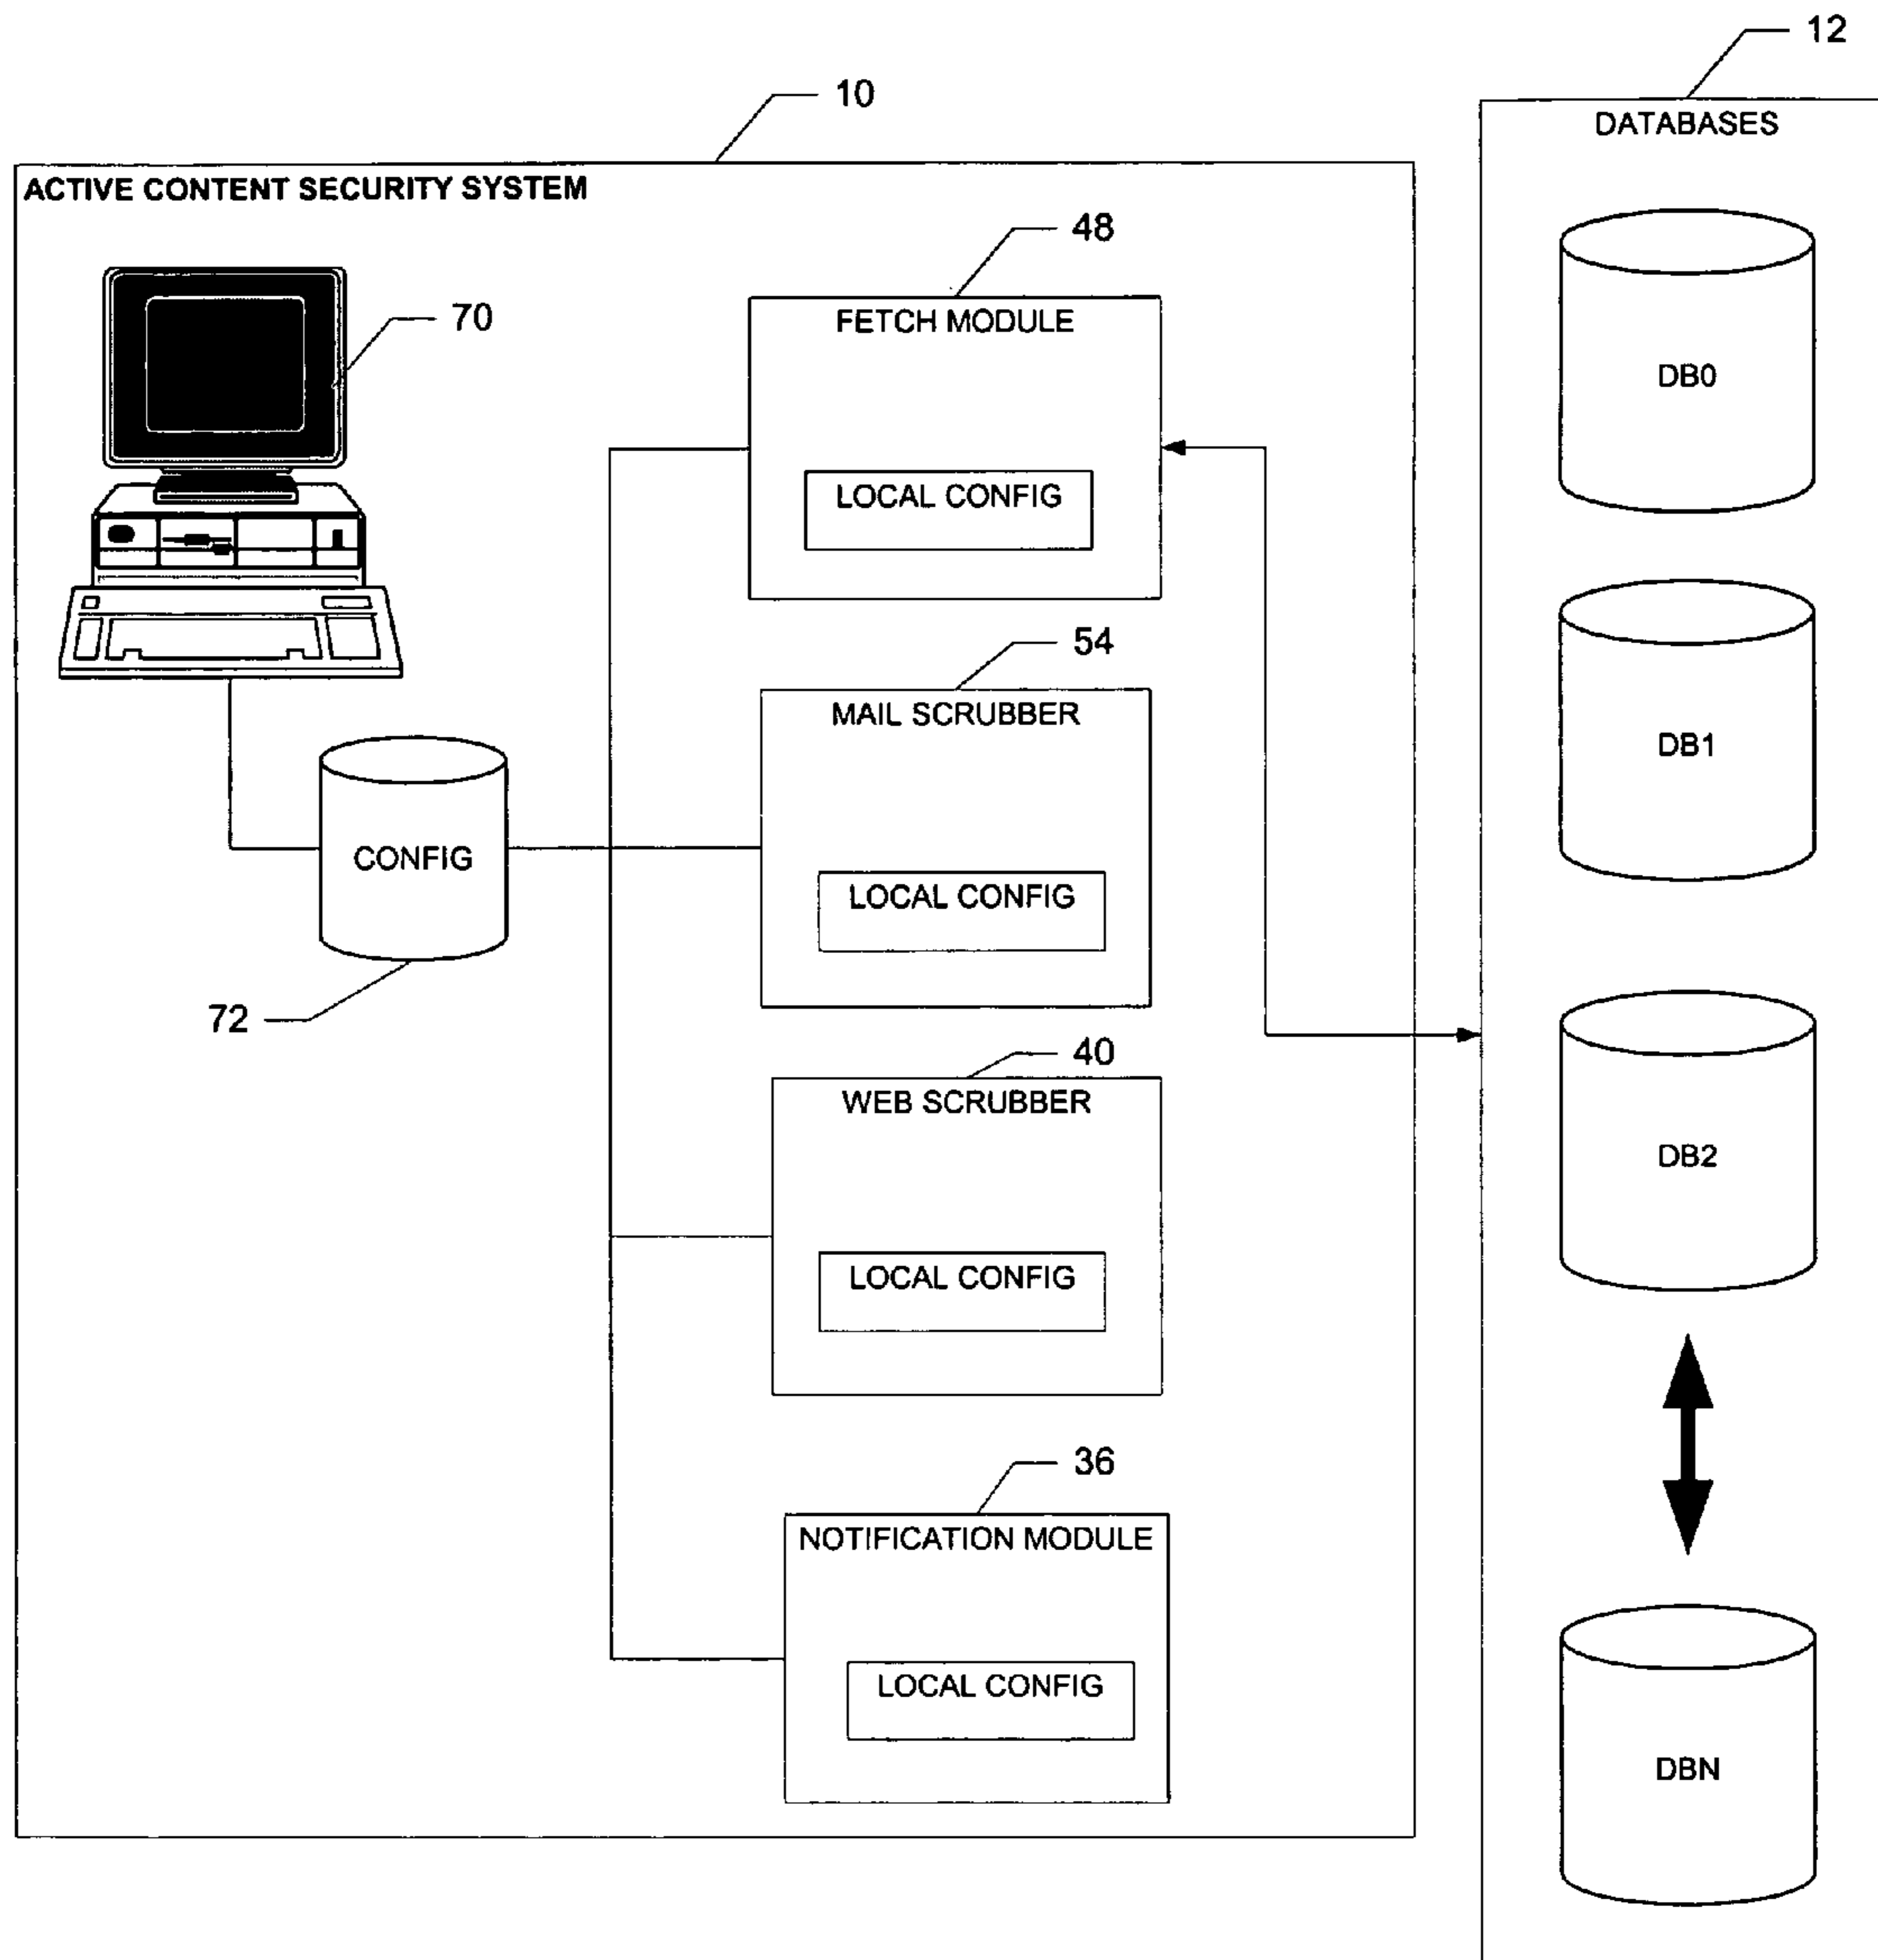 12
10
DATABASES
ACTIVE CONTENT SECURITY SYSTEM
48
70
FETCH MODULE
LOCAL CONFIG
DB0
54
MAIL SCRUBBER
DB1
CONFIG
LOCAL CONFIG
72
40
WEB SCRUBBER
DB2
LOCAL CONFIG
36
NOTIFICATION MODULE
LOCAL CONFIG
DBN